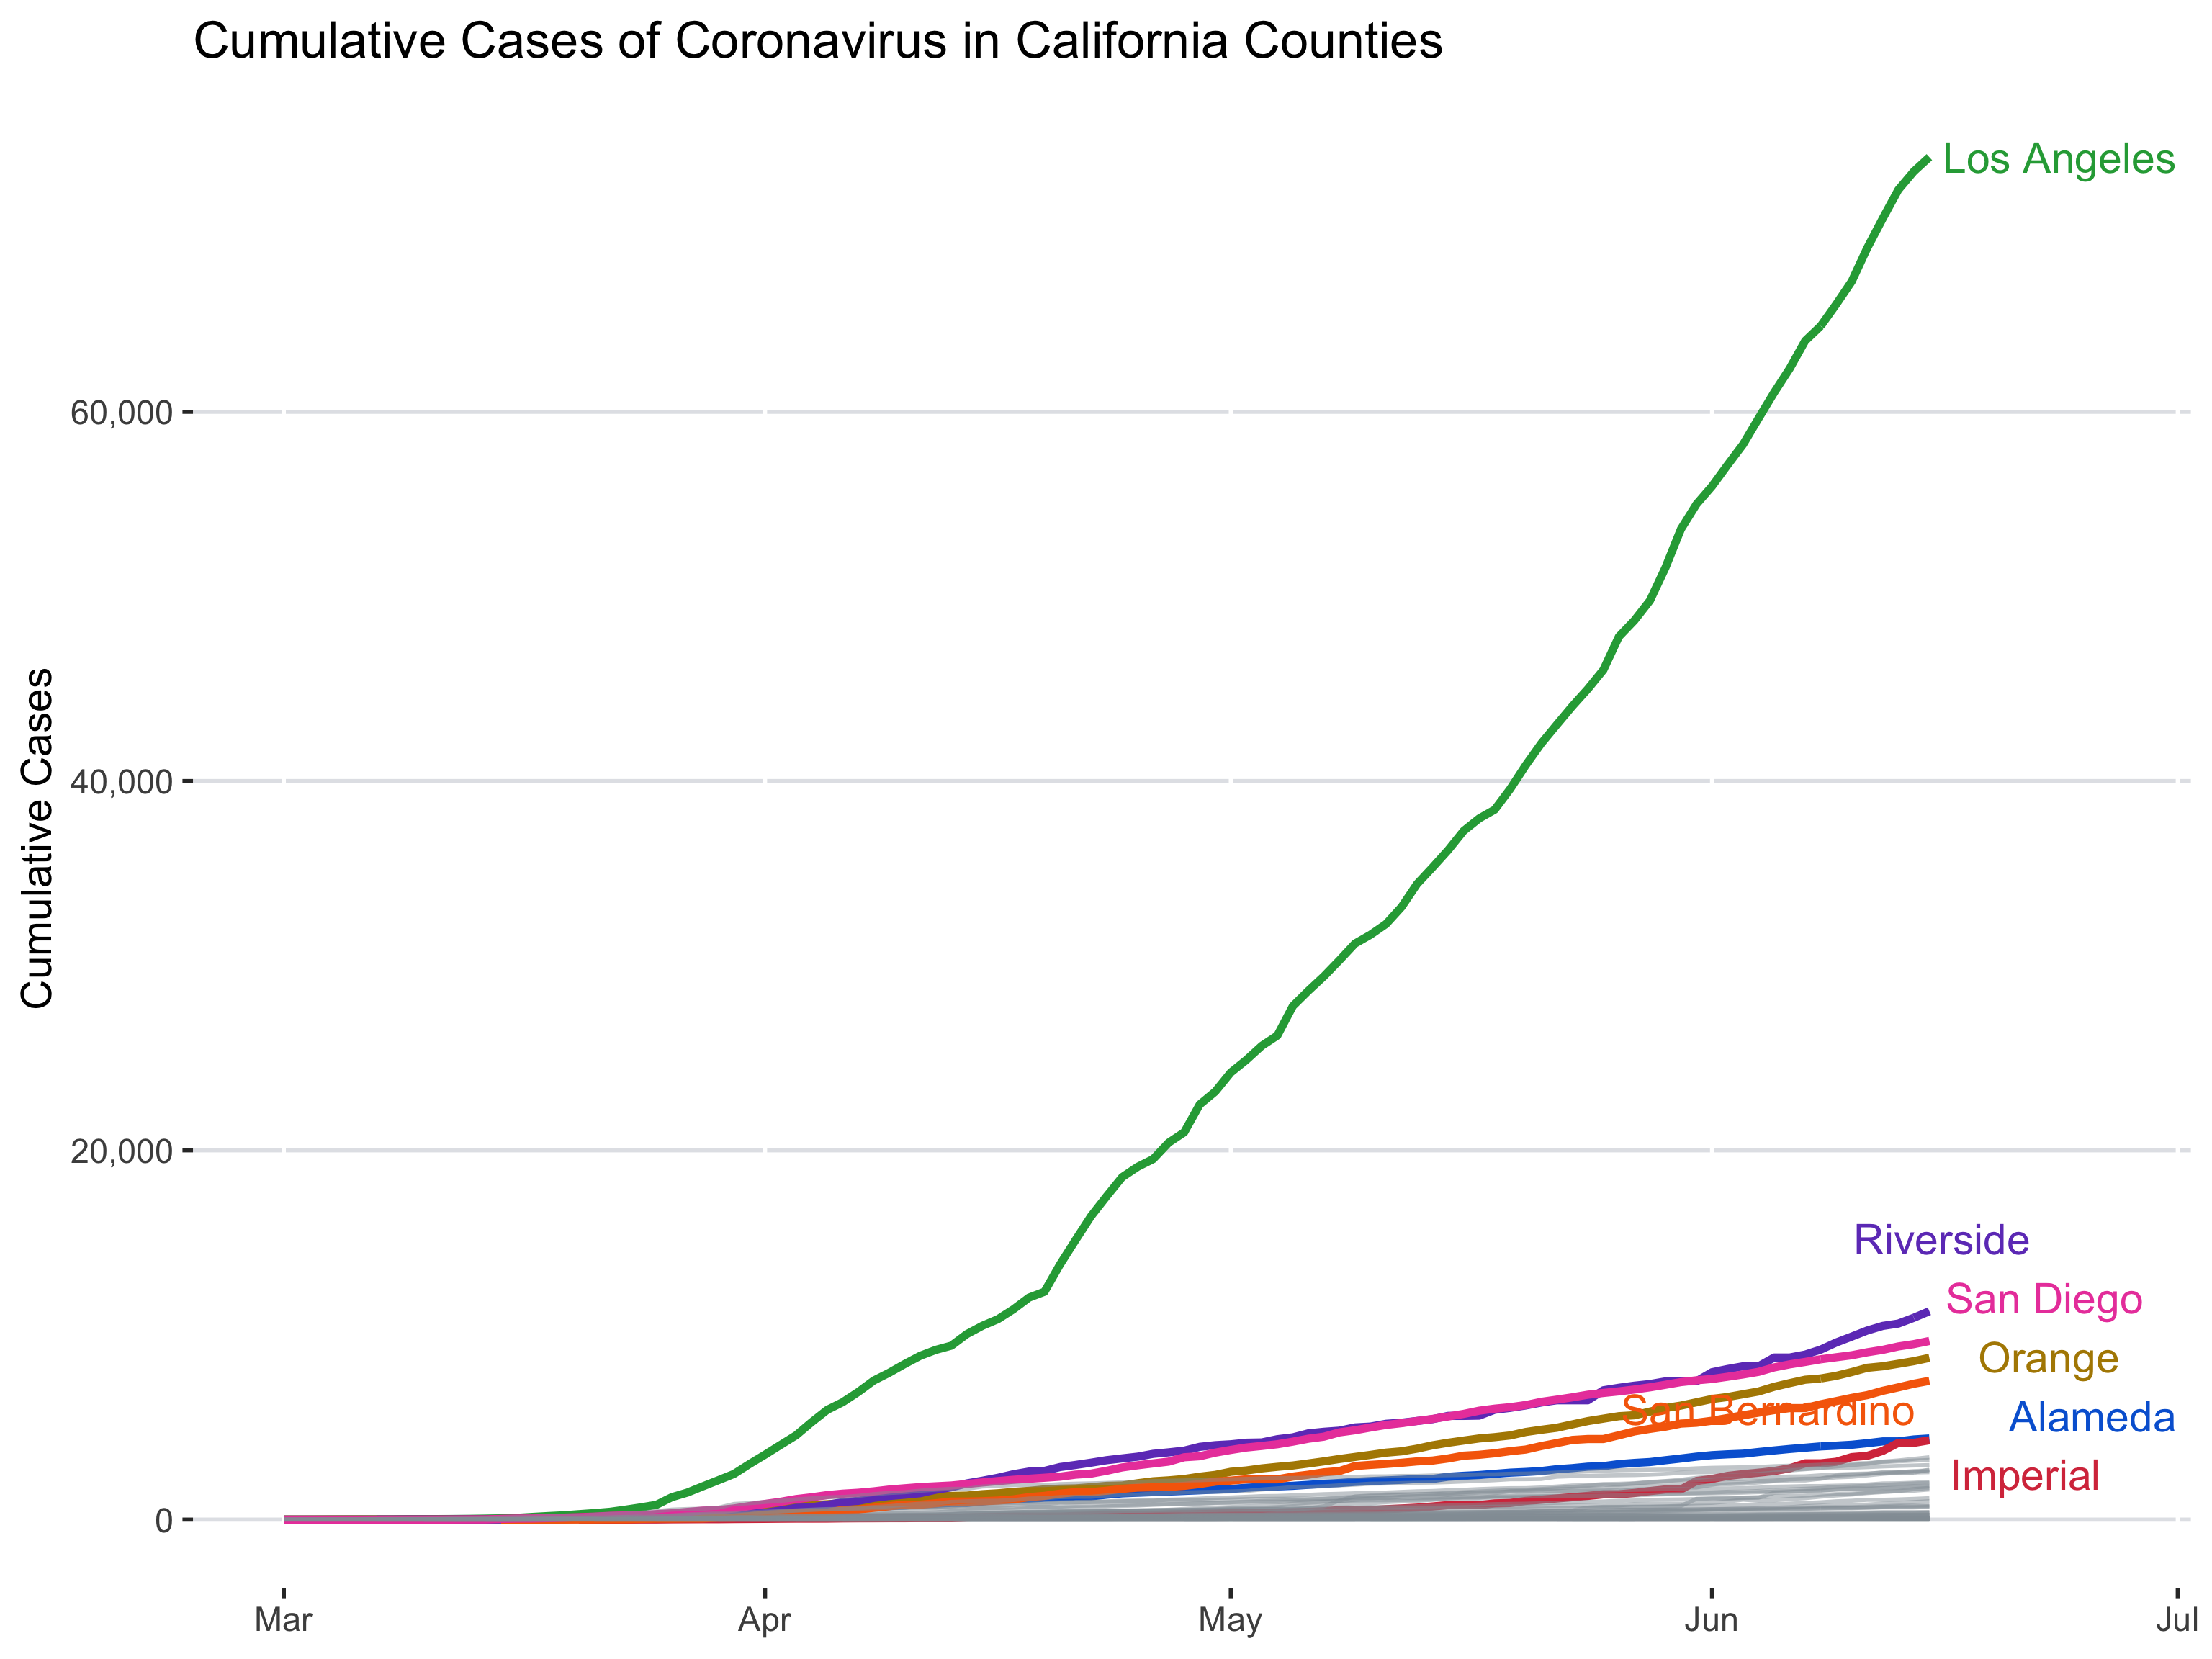 Cumulative Cases of Coronavirus in California Counties
Los Angeles
60,000
40,000
Cumulative Cases
20,000
Riverside
San Diego
Orange
San Bernardino
Alameda
Imperial
0
Mar
Apr
May
Jun
Jul